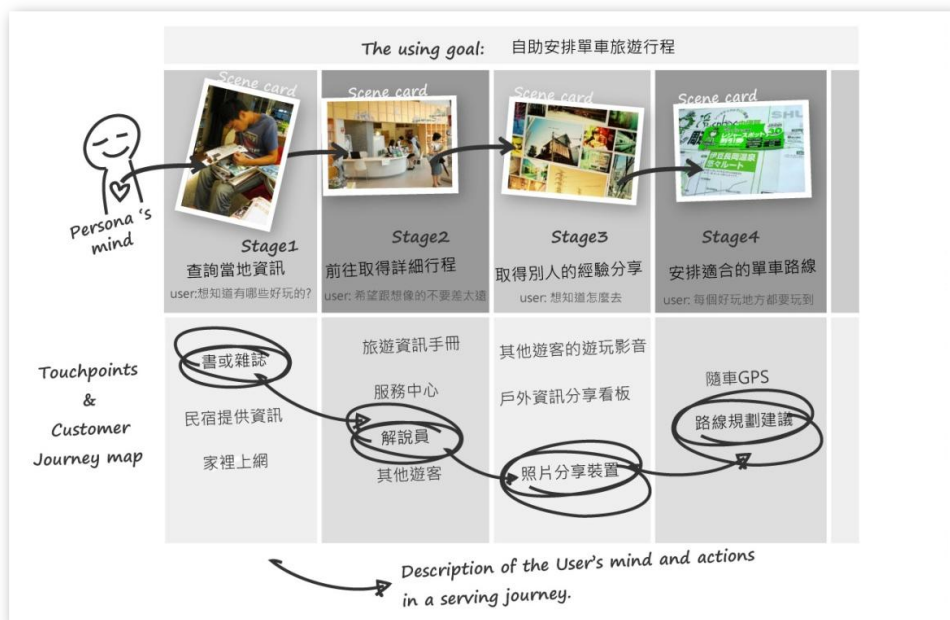 The using goal: 自助安排單車旅遊行程
Scene card
Scene card
Scene card
Scene card
SHL
伊豆長岡温泉
Persona 's
mind
Stage1
查詢當地資訊
user:想知道有哪些好玩的?
Stage2
前往取得詳細行程
user: 希望跟想像的不要差太遠
Stage3
取得別人的經驗分享
user: 想知道怎麼去
Stage4
安排適合的單車路線
user: 每個好玩地方都要玩到
Touchpoints
&
Customer
Journey map
書或雜誌
民宿提供資訊
家裡上網
旅遊資訊手冊
服務中心
解說員
其他遊客
其他遊客的遊玩影音
戶外資訊分享看板
照片分享裝置
隨車GPS
路線規劃建議
Description of the User's mind and actions
in a serving journey.